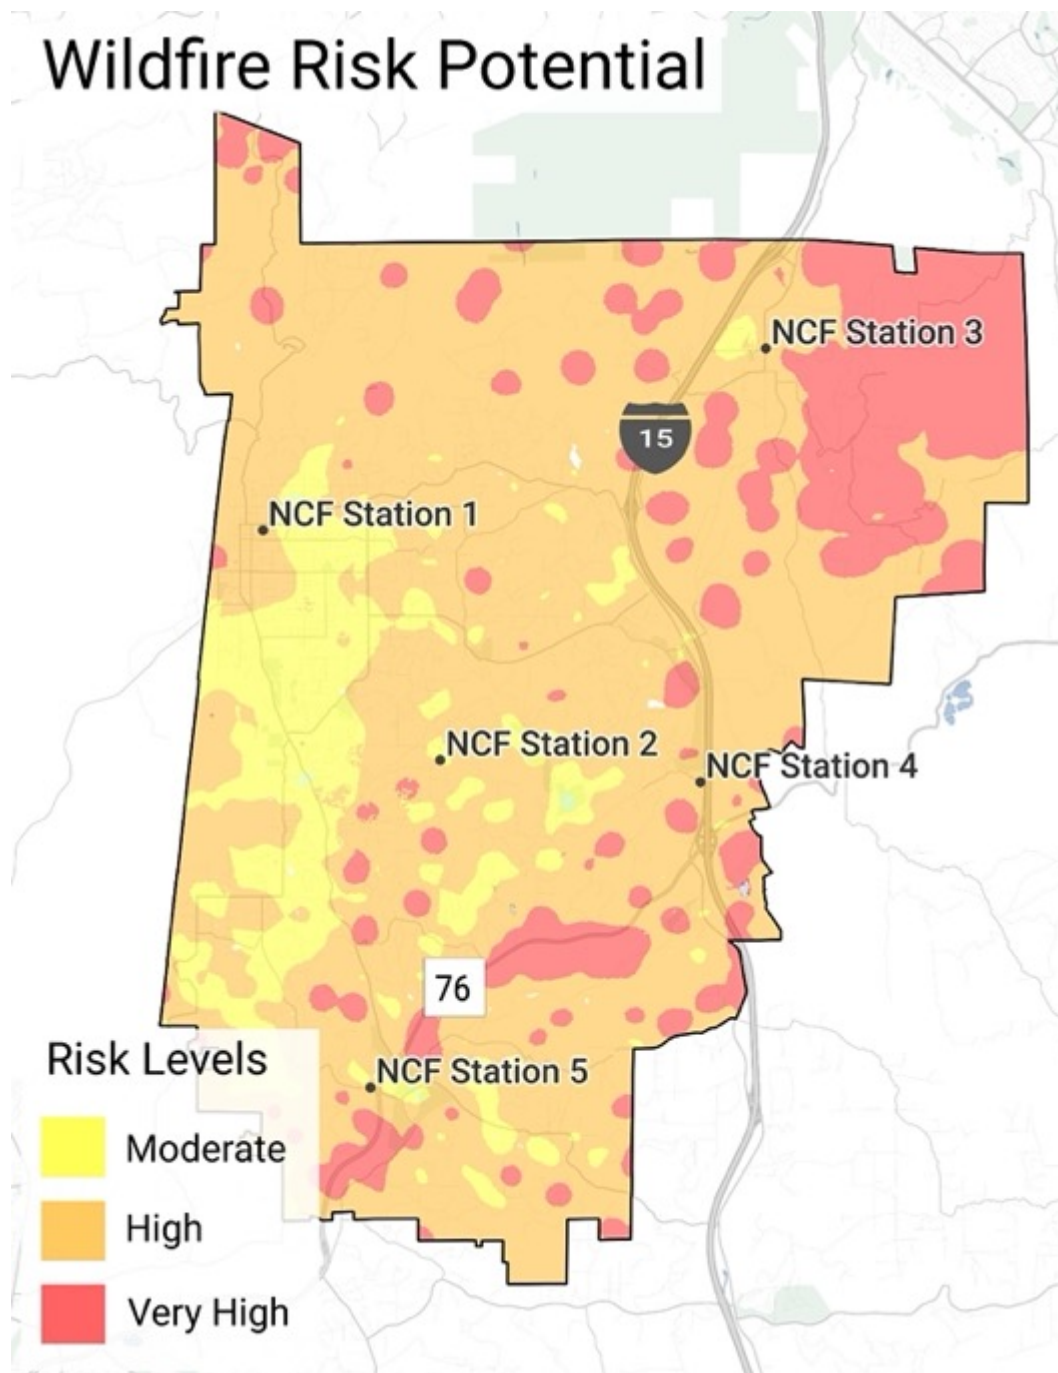 Wildfire Risk Potential
NCF Station 3
15
NCF Station 1
NCF Station 2
NCF Station 4
76
NCF Station 5
Risk Levels
Moderate
High
Very High